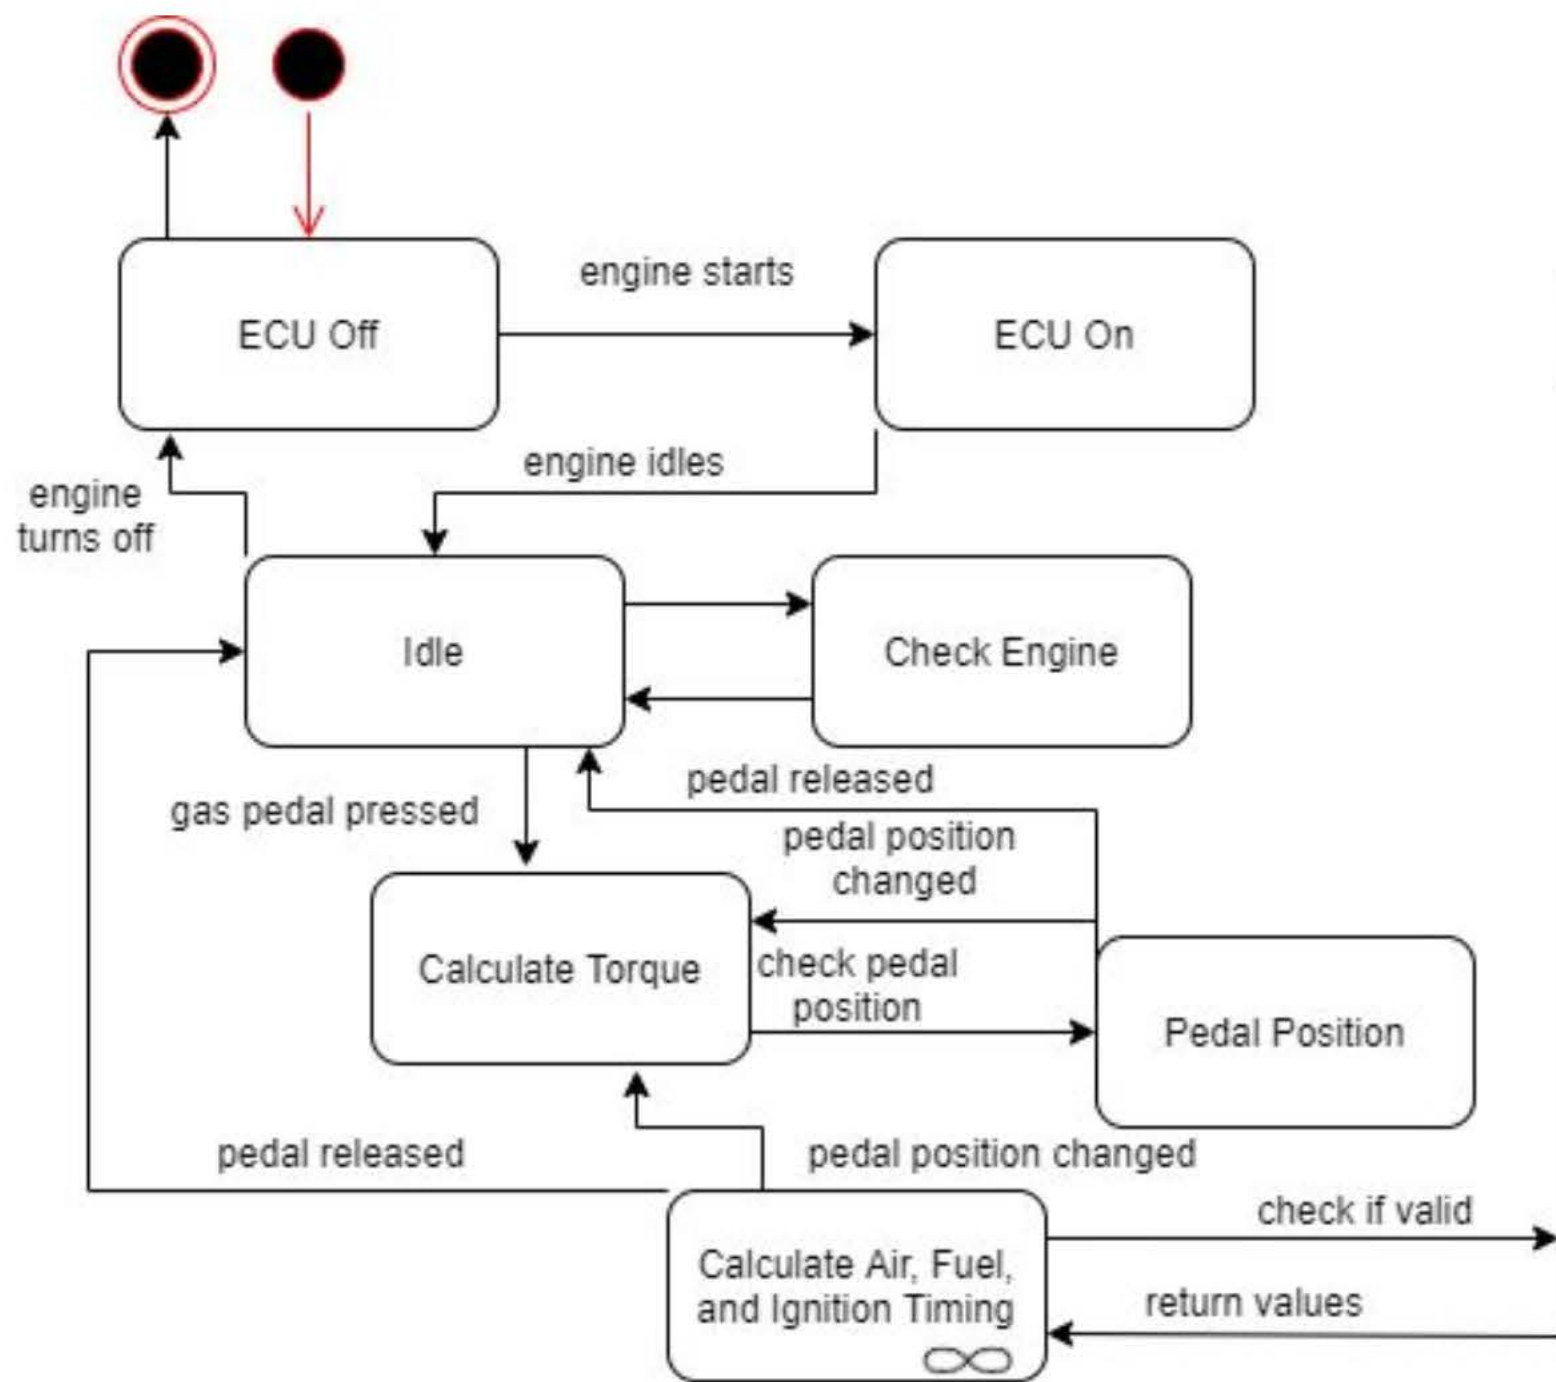 engine starts
ECU Off
ECU On
engine idles
engine
turns off
Idle
Check Engine
pedal released
gas pedal pressed
pedal position
changed
Calculate Torque
check pedal
position
Pedal Position
pedal released
pedal position changed
check if valid
Calculate Air, Fuel,
and Ignition Timing
return values